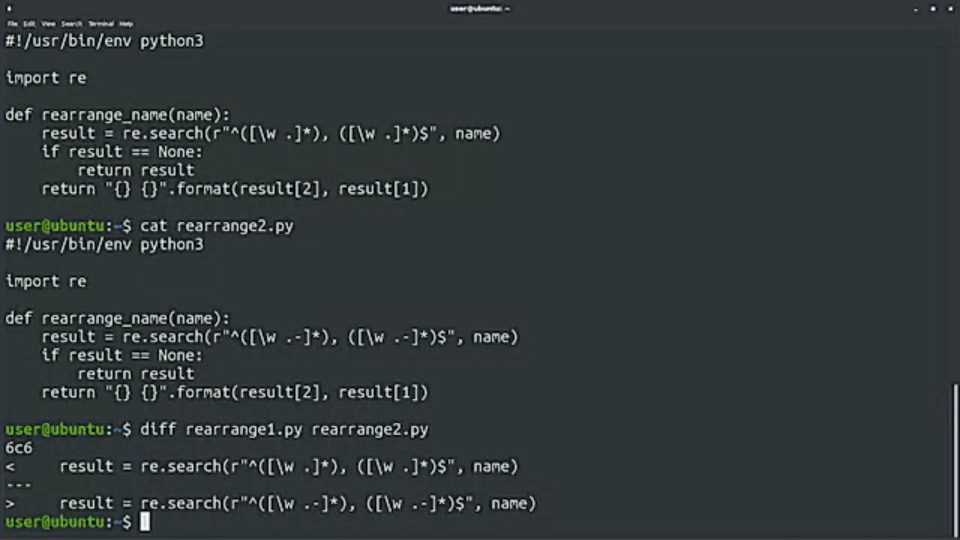 user@ubuntu: ~
File Edit View Search Terminal Help
#!/usr/bin/env python3
import re
def rearrange_name(name):
    result = re.search(r"^([\w .]*), ([\w .]*)$", name)
    if result == None:
        return result
    return "{} {}".format(result[2], result[1])
user@ubuntu:~$ cat rearrange2.py
#!/usr/bin/env python3
import re
def rearrange_name(name):
    result = re.search(r"^([\w .-]*), ([\w .-]*)$", name)
    if result == None:
        return result
    return "{} {}".format(result[2], result[1])
user@ubuntu:~$ diff rearrange1.py rearrange2.py
6c6
<     result = re.search(r"^([\w .]*), ([\w .]*)$", name)
---
>     result = re.search(r"^([\w .-]*), ([\w .-]*)$", name)
user@ubuntu:~$